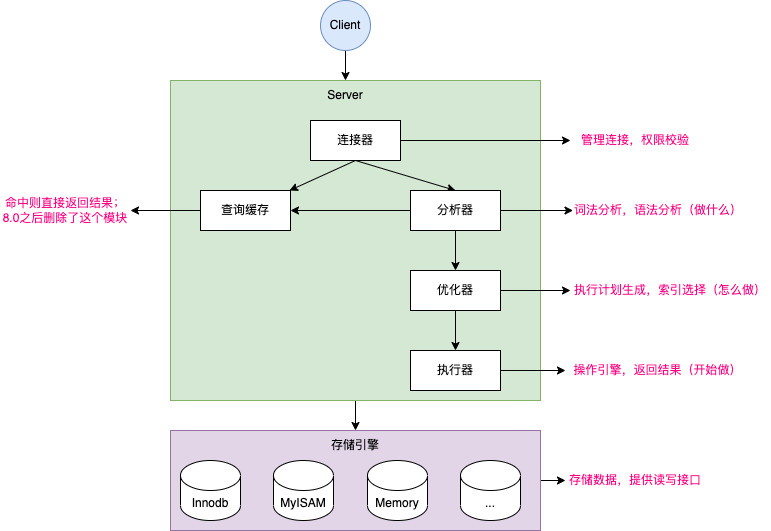 Client
Server
连接器
管理连接，权限校验
命中则直接返回结果；
8.0之后删除了这个模块
查询缓存
分析器
词法分析，语法分析（做什么）
优化器
执行计划生成，索引选择（怎么做）
执行器
操作引擎，返回结果（开始做）
存储引擎
Innodb
MyISAM
Memory
...
存储数据，提供读写接口